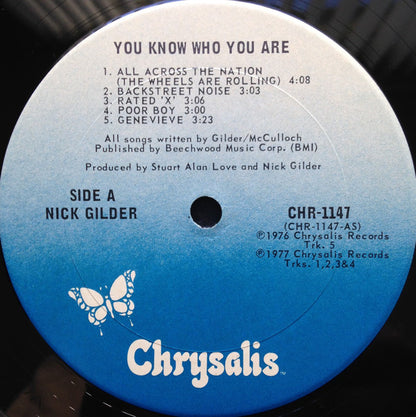 YOU KNOW WHO YOU ARE
1. ALL ACROSS THE NATION
(THE WHEELS ARE ROLLING) 4:08
2. BACKSTREET NOISE 3:03
3. RATED 'X' 3:06
4. POOR BOY 3:00
5. GENEVIEVE 3:23
All songs written by Gilder/McCulloch
Published by Beechwood Music Corp. (BMI)
Produced by Stuart Alan Love and Nick Gilder
SIDE A
NICK GILDER
CHR-1147
(CHR-1147-AS)
℗1976 Chrysalis Records
Trk. 5
℗1977 Chrysalis Records
Trks. 1,2,3&4
Chrysalis™